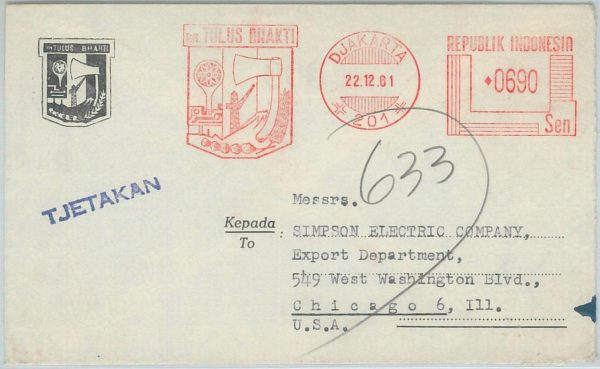 P.N. TULUS BHAKTI
P.N. TULUS BHAKTI
DJAKARTA
22.12.61
201
REPUBLIK INDONESIA
0690
Sen
TJETAKAN
633
Messrs.
Kepada : SIMPSON ELECTRIC COMPANY,
To
Export Department,
549 West Washington Blvd.,
Chicago 6, Ill.
U.S.A.